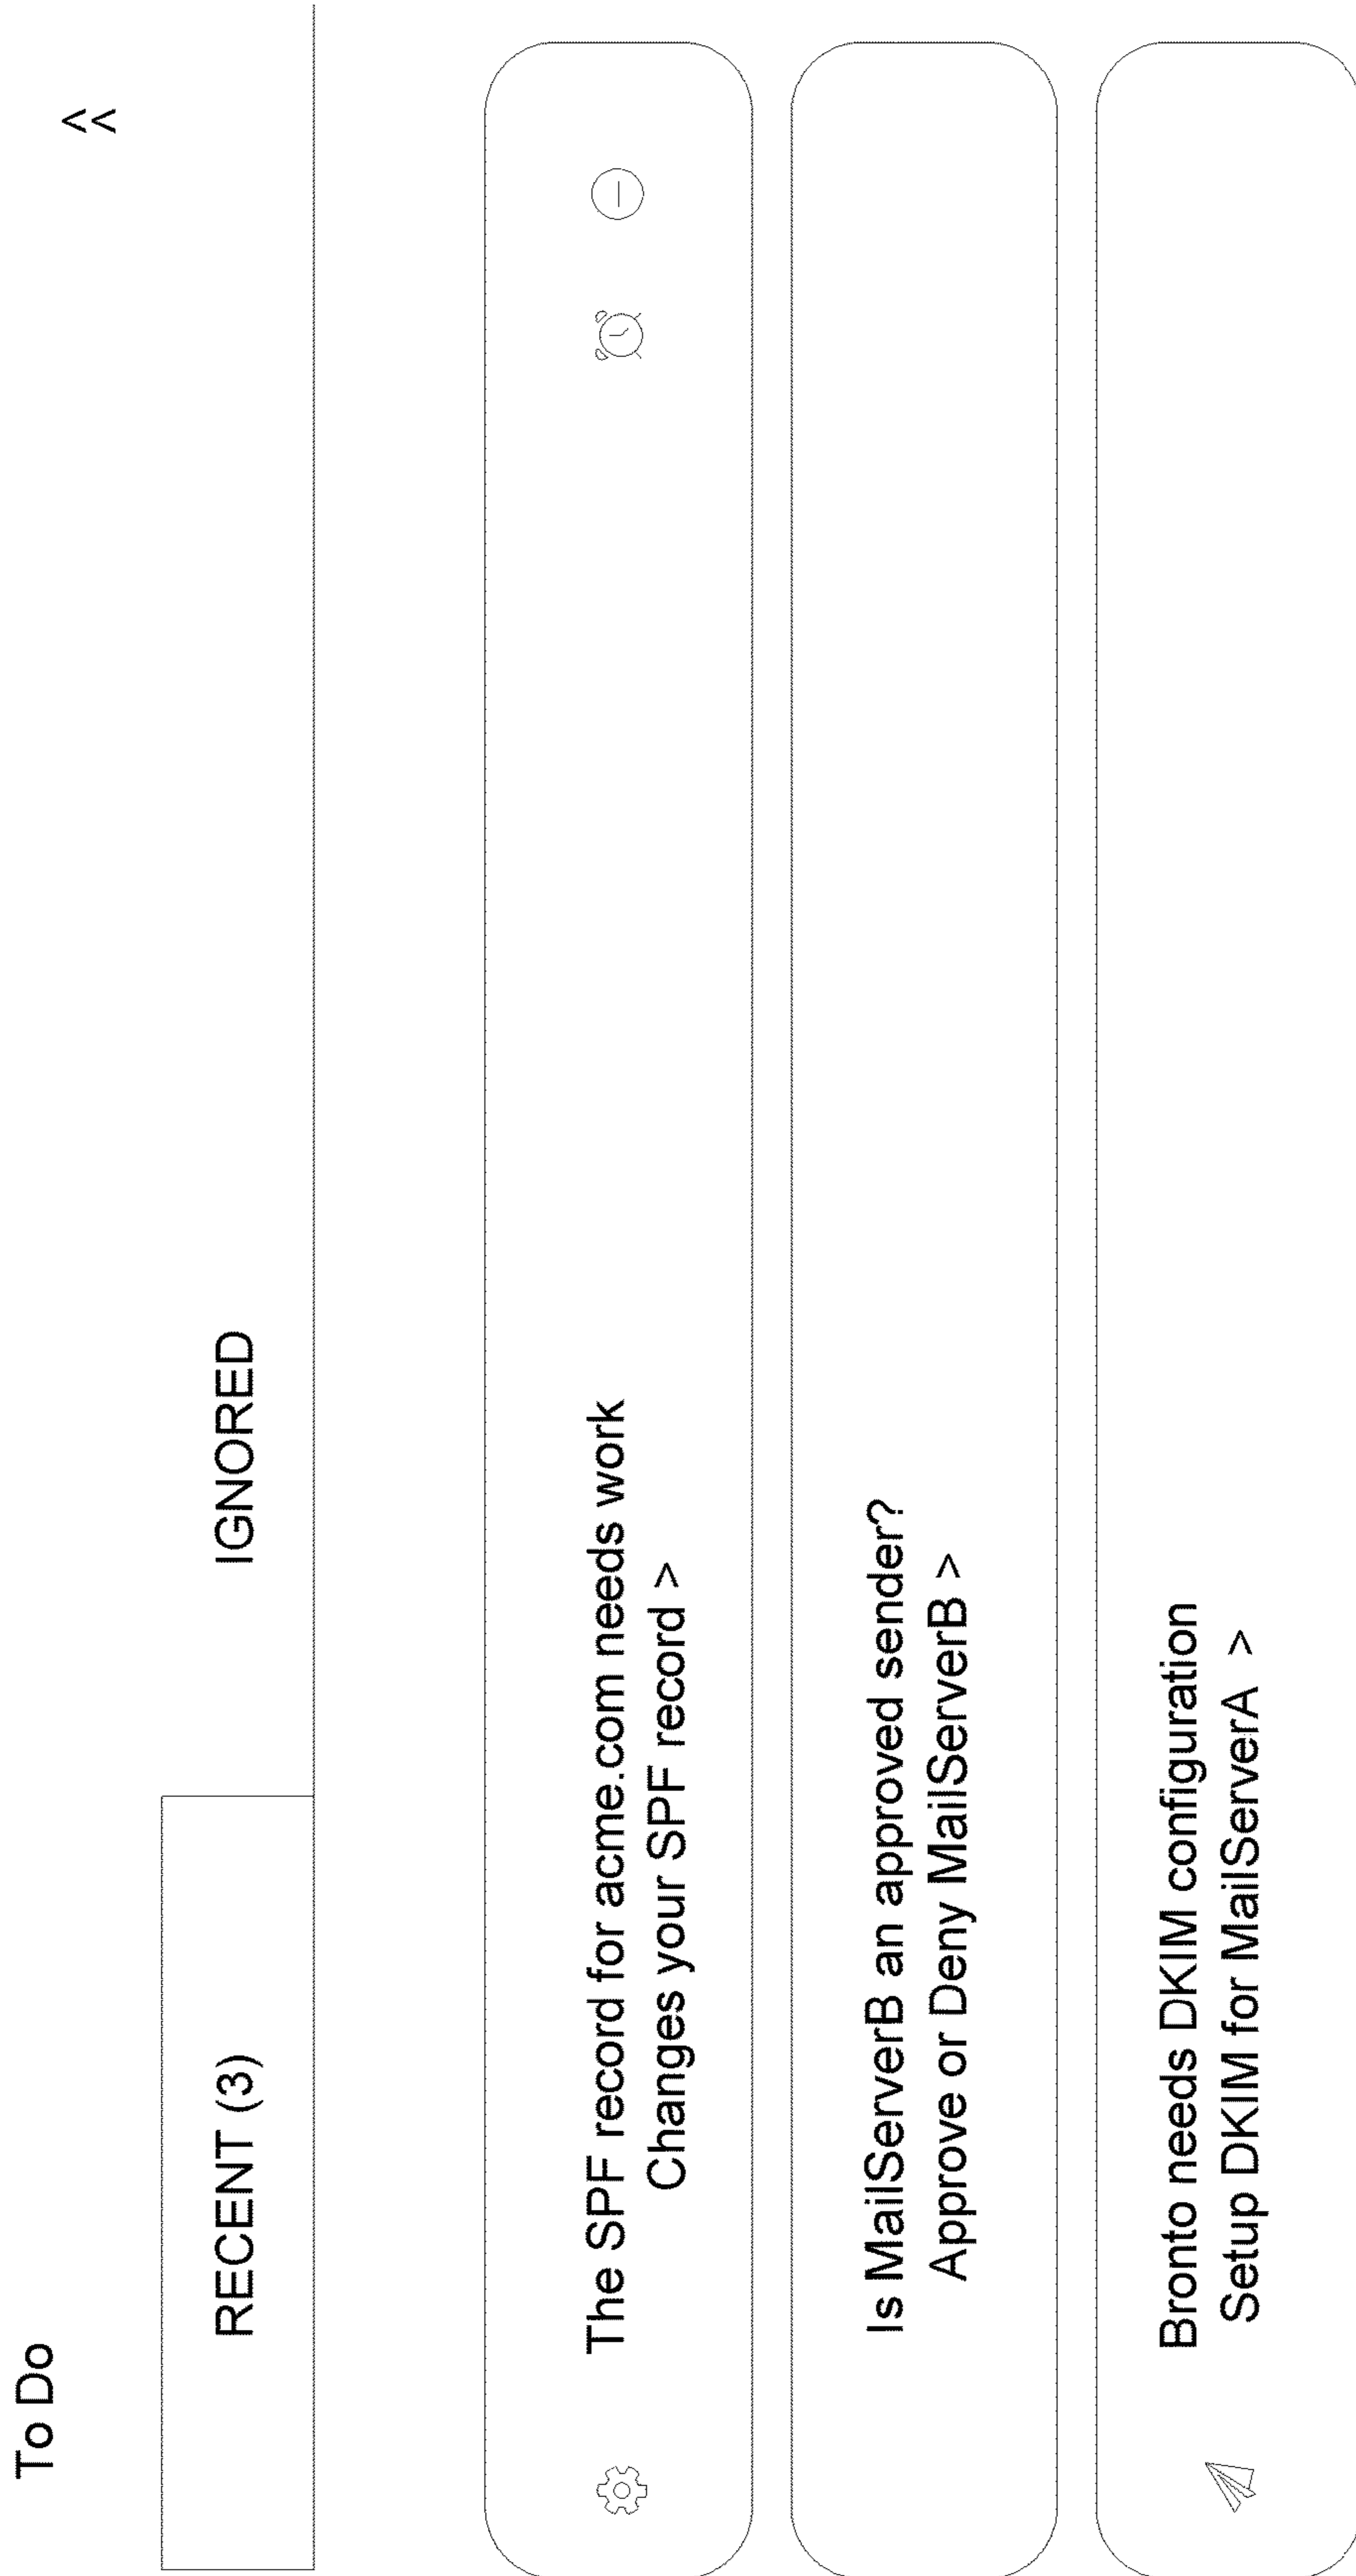 To Do
<<
RECENT (3)
IGNORED
The SPF record for acme.com needs work
Changes your SPF record >
Is MailServerB an approved sender?
Approve or Deny MailServerB >
Bronto needs DKIM configuration
Setup DKIM for MailServerA >